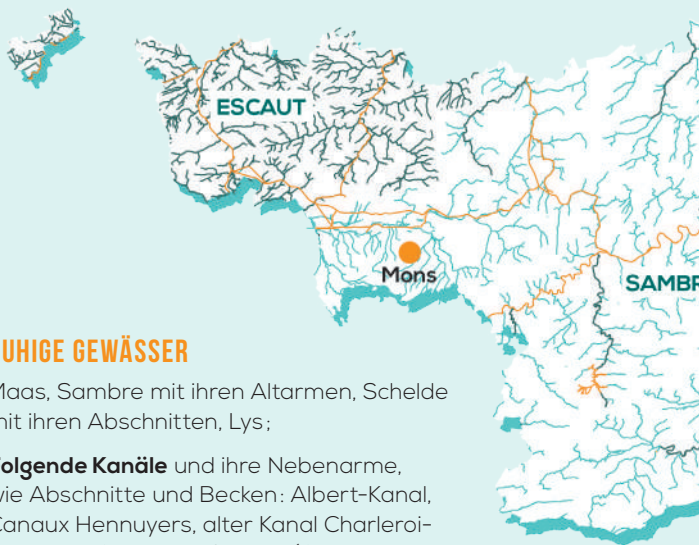 ESCAUT
Mons
SAMBR
UHIGE GEWÄSSER
Maas, Sambre mit ihren Altarmen, Schelde
mit ihren Abschnitten, Lys;
Folgende Kanäle und ihre Nebenarme,
wie Abschnitte und Becken: Albert-Kanal,
Canaux Hennuyers, alter Kanal Charleroi-